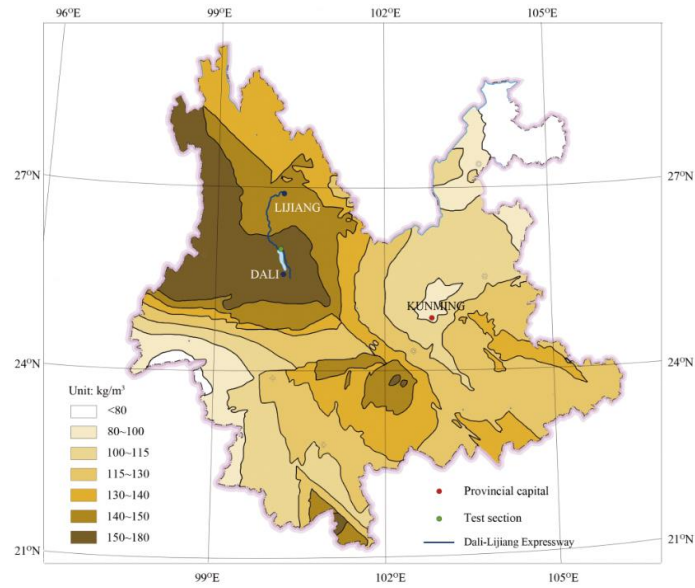 96°E
99°E
102°E
105°E
27°N
27°N
LIJIANG
DALI
KUNMING
24°N
24°N
Unit: kg/m³
<80
80~100
100~115
115~130
130~140
140~150
150~180
Provincial capital
Test section
Dali-Lijiang Expressway
21°N
21°N
99°E
102°E
105°E